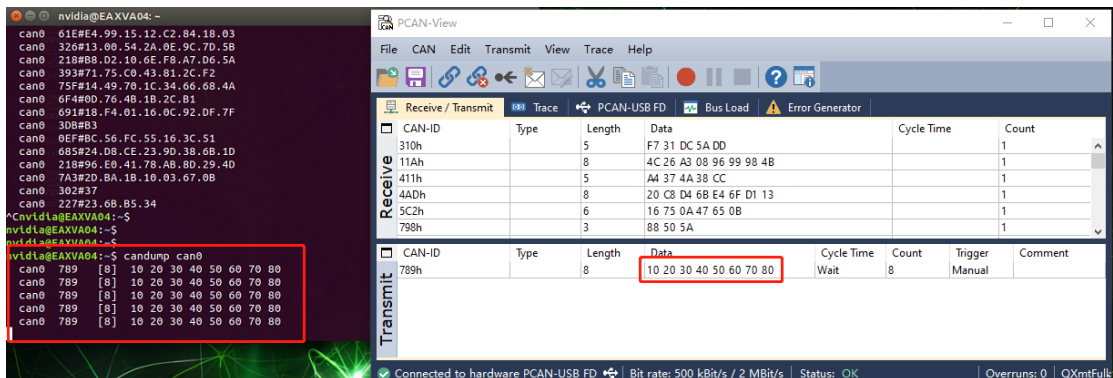 nvidia@EAXVA04: ~
can0 61E#E4.99.15.12.C2.84.18.03
can0 326#13.00.54.2A.0E.9C.7D.5B
can0 218#B8.D2.10.6E.F8.A7.D6.5A
can0 393#71.75.C0.43.81.2C.F2
can0 75F#14.49.70.1C.34.66.68.4A
can0 6F4#0D.76.4B.1B.2C.B1
can0 691#18.F4.01.16.0C.92.DF.7F
can0 3DB#B3
can0 0EF#BC.56.FC.55.16.3C.51
can0 685#24.D8.CE.23.9D.38.6B.1D
can0 218#96.E0.41.78.AB.8D.29.4D
can0 7A3#2D.BA.1B.10.03.67.0B
can0 302#37
can0 227#23.6B.B5.34
^Cnvidia@EAXVA04:~$
nvidia@EAXVA04:~$
nvidia@EAXVA04:~$ candump can0
can0 789 [8] 10 20 30 40 50 60 70 80
can0 789 [8] 10 20 30 40 50 60 70 80
can0 789 [8] 10 20 30 40 50 60 70 80
can0 789 [8] 10 20 30 40 50 60 70 80
can0 789 [8] 10 20 30 40 50 60 70 80
PCAN-View
File CAN Edit Transmit View Trace Help
Receive / Transmit Trace PCAN-USB FD Bus Load Error Generator
Receive
CAN-ID Type Length Data Cycle Time Count
310h 5 F7 31 DC 5A DD 1
11Ah 8 4C 26 A3 08 96 99 98 4B 1
411h 5 A4 37 4A 38 CC 1
4ADh 8 20 C8 D4 6B E4 6F D1 13 1
5C2h 6 16 75 0A 47 65 0B 1
798h 3 88 50 5A 1
Transmit
CAN-ID Type Length Data Cycle Time Count Trigger Comment
789h 8 10 20 30 40 50 60 70 80 Wait 8 Manual
Connected to hardware PCAN-USB FD Bit rate: 500 kBit/s / 2 MBit/s Status: OK Overruns: 0 QXmtFull